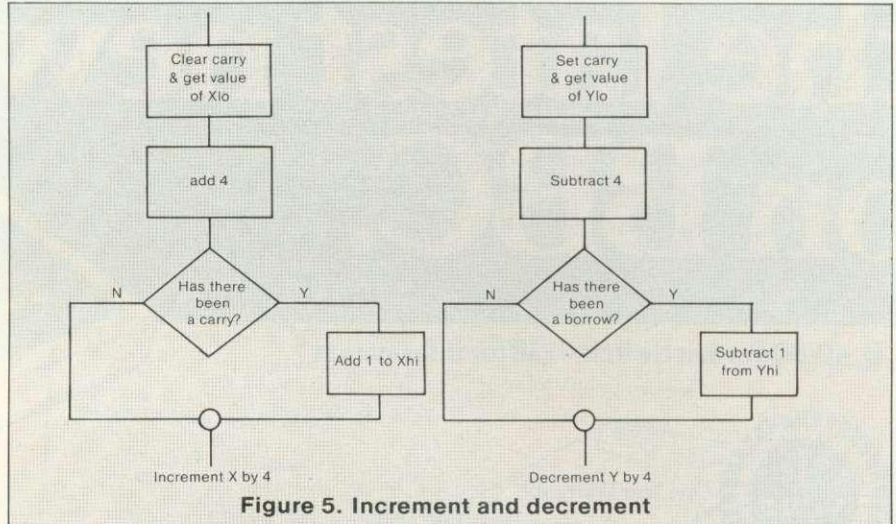 Clear carry
& get value
of Xlo
add 4
Has there
been
a carry?
N
Y
Add 1 to Xhi
Increment X by 4
Set carry
& get value
of Ylo
Subtract 4
Has there
been
a borrow?
N
Y
Subtract 1
from Yhi
Decrement Y by 4
Figure 5. Increment and decrement